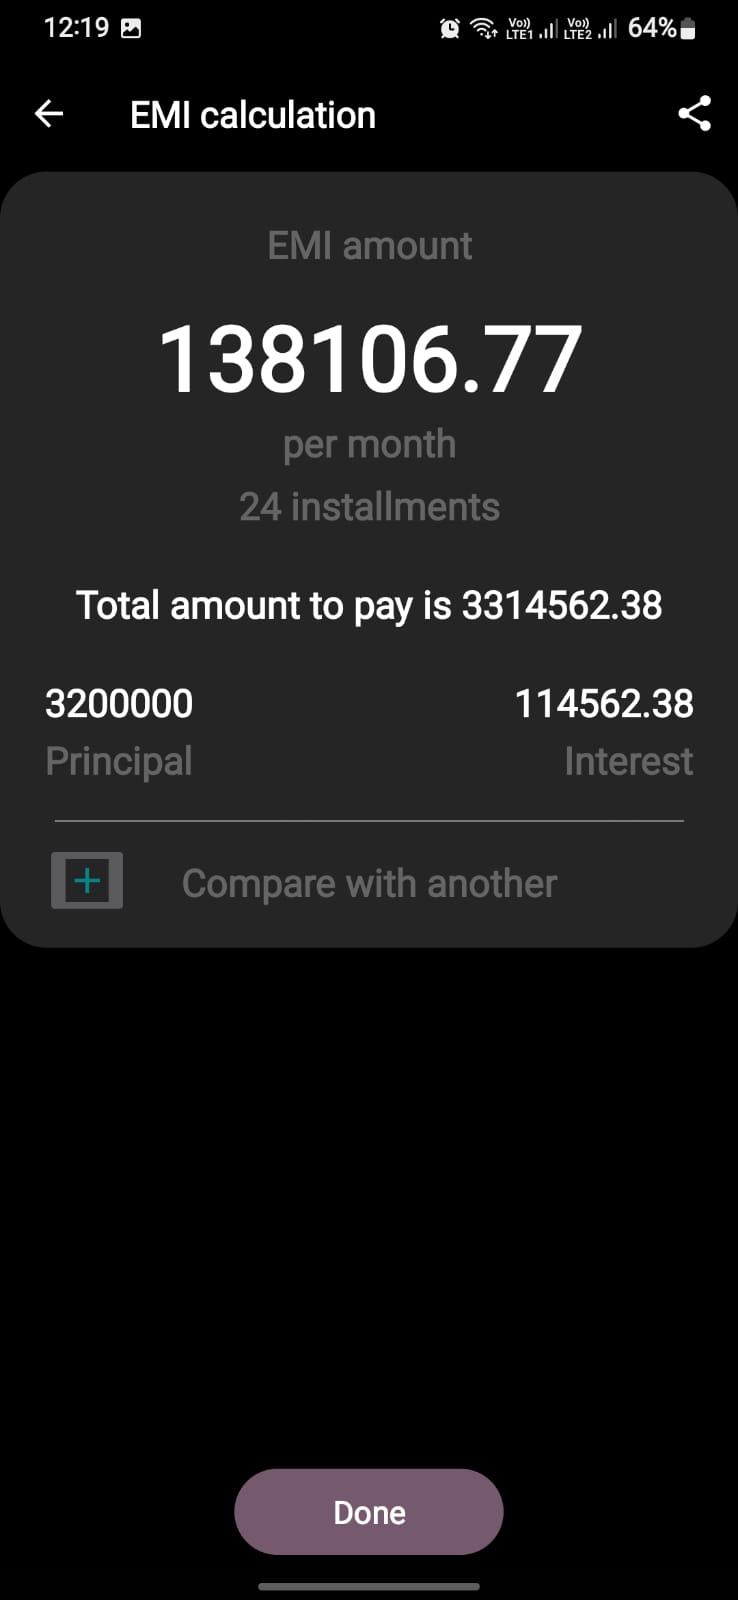 12:19 Vo)) LTE1 Vo)) LTE2 64%
EMI calculation
EMI amount
138106.77
per month
24 installments
Total amount to pay is 3314562.38
3200000 114562.38
Principal Interest
Compare with another
Done